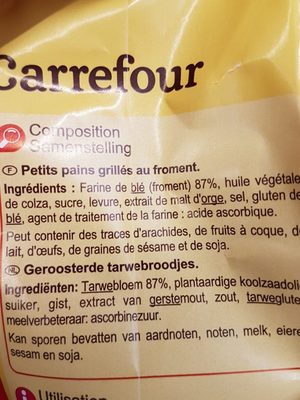 Carrefour
Composition
Samenstelling
F Petits pains grillés au froment.
Ingrédients : Farine de blé (froment) 87%, huile végétale
de colza, sucre, levure, extrait de malt d'orge, sel, gluten de
blé, agent de traitement de la farine : acide ascorbique.
Peut contenir des traces d'arachides, de fruits à coque, de
lait, d'œufs, de graines de sésame et de soja.
NL Geroosterde tarwebroodjes.
Ingrediënten: Tarwebloem 87%, plantaardige koolzaadoli
suiker, gist, extract van gerstemout, zout, tarweglute
meelverbeteraar: ascorbinezuur.
Kan sporen bevatten van aardnoten, noten, melk, eiere
sesam en soja.
Utilisation